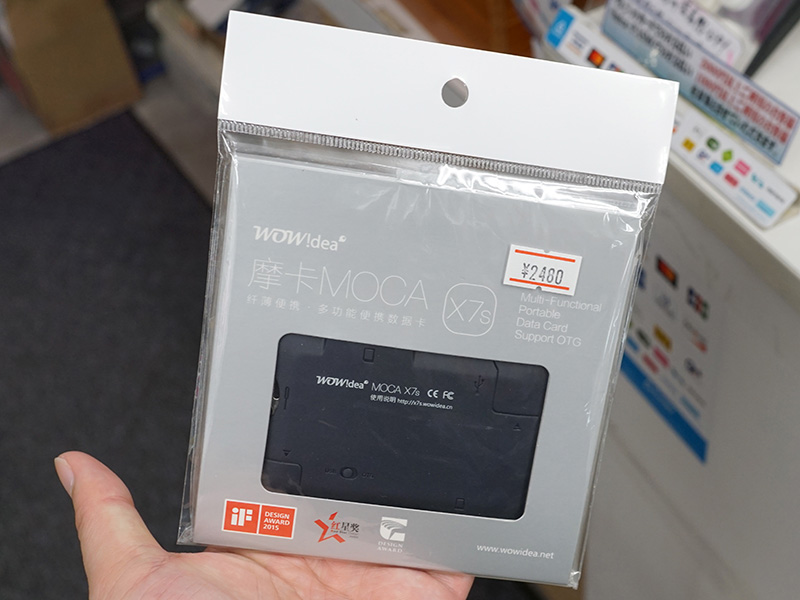 WOW!dea
摩卡MOCA X7s
纤薄便携·多功能便携数据卡
¥2480
Multi-Functional
Portable
Data Card
Support OTG
WOW!dea MOCA X7s CE FC
使用说明 http://x7s.wowidea.cn
iF
DESIGN
AWARD
2015
红星奖
DESIGN
AWARD
www.wowidea.net